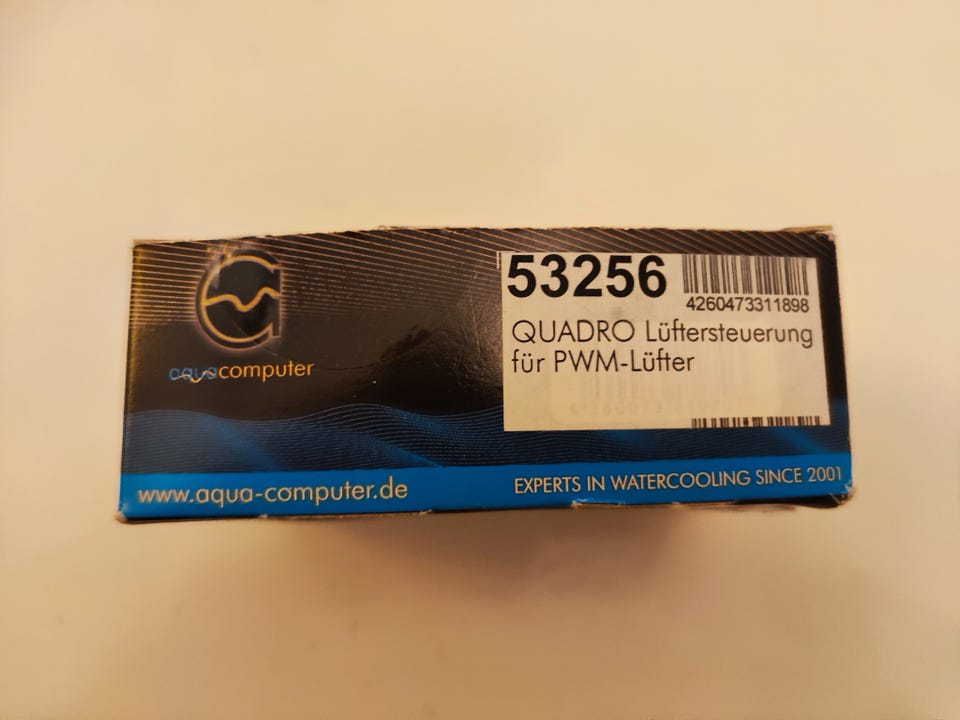 aquacomputer
53256
4260473311898
QUADRO Lüftersteuerung
für PWM-Lüfter
www.aqua-computer.de
EXPERTS IN WATERCOOLING SINCE 2001